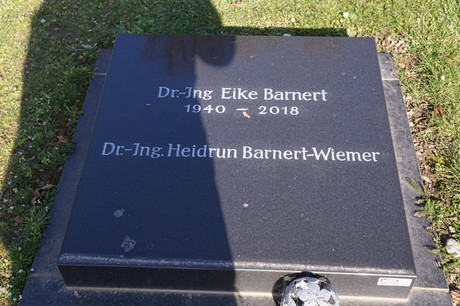 Dr.-Ing Eike Barnert
1940 – 2018
Dr.-Ing. Heidrun Barnert-Wiemer